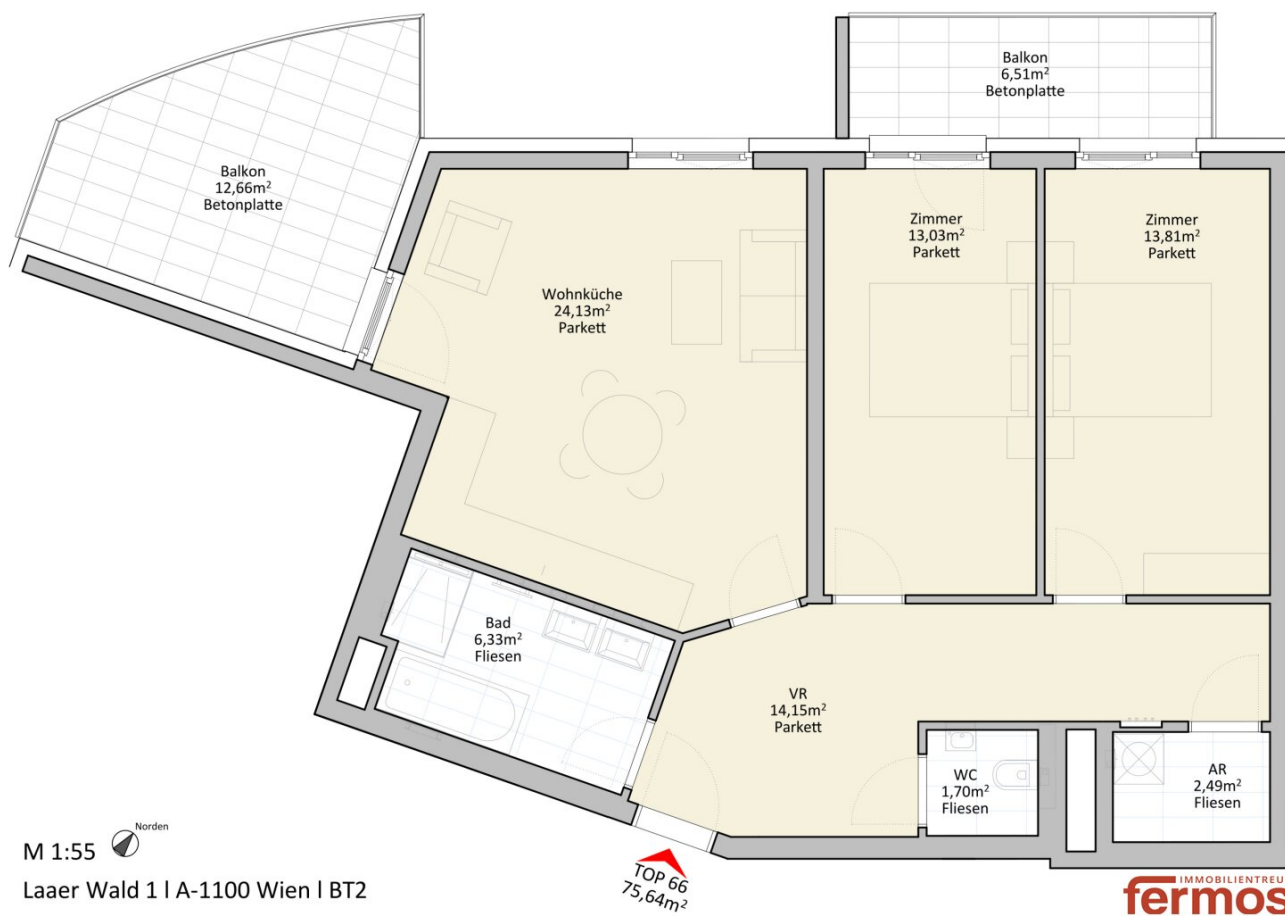 Balkon
6,51m²
Betonplatte
Balkon
12,66m²
Betonplatte
Zimmer
13,03m²
Parkett
Zimmer
13,81m²
Parkett
Wohnküche
24,13m²
Parkett
Bad
6,33m²
Fliesen
VR
14,15m²
Parkett
WC
1,70m²
Fliesen
AR
2,49m²
Fliesen
Norden
M 1:55
Laaer Wald 1 l A-1100 Wien l BT2
TOP 66
75,64m²
IMMOBILIENTREU
fermos